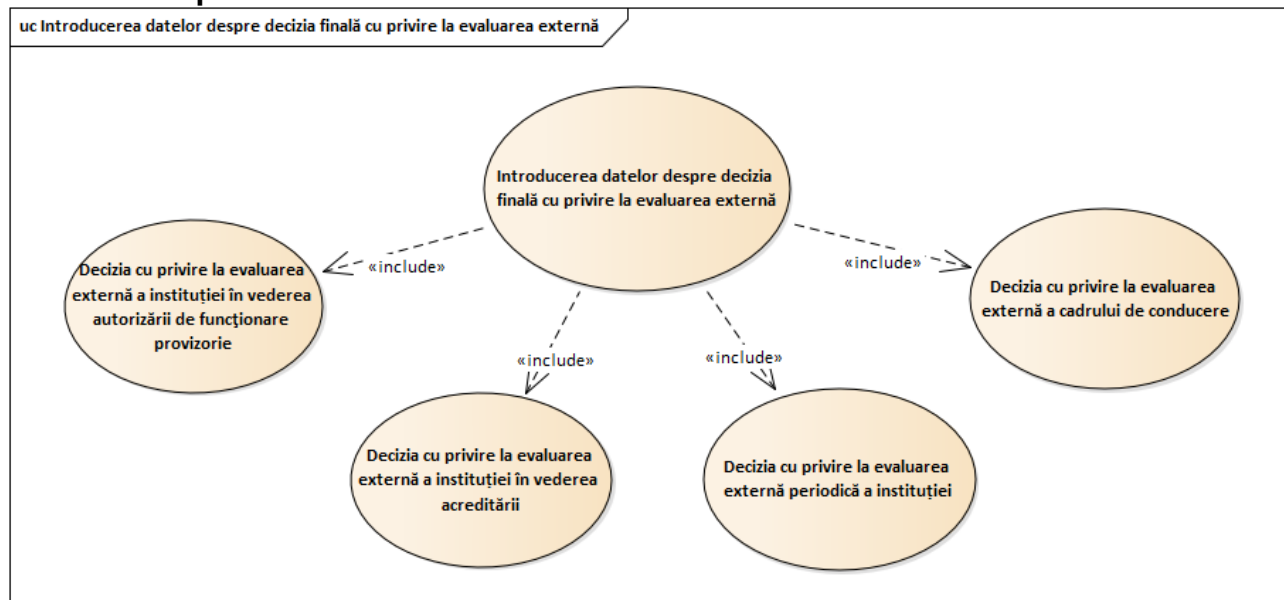 uc Introducerea datelor despre decizia finală cu privire la evaluarea externă
Introducerea datelor despre decizia
finală cu privire la evaluarea externă
«include»
«include»
«include»
«include»
Decizia cu privire la evaluarea
externă a instituției în vederea
autorizării de funcţionare
provizorie
Decizia cu privire la evaluarea
externă a cadrului de conducere
Decizia cu privire la evaluarea
externă a instituției în vederea
acreditării
Decizia cu privire la evaluarea
externă periodică a instituției